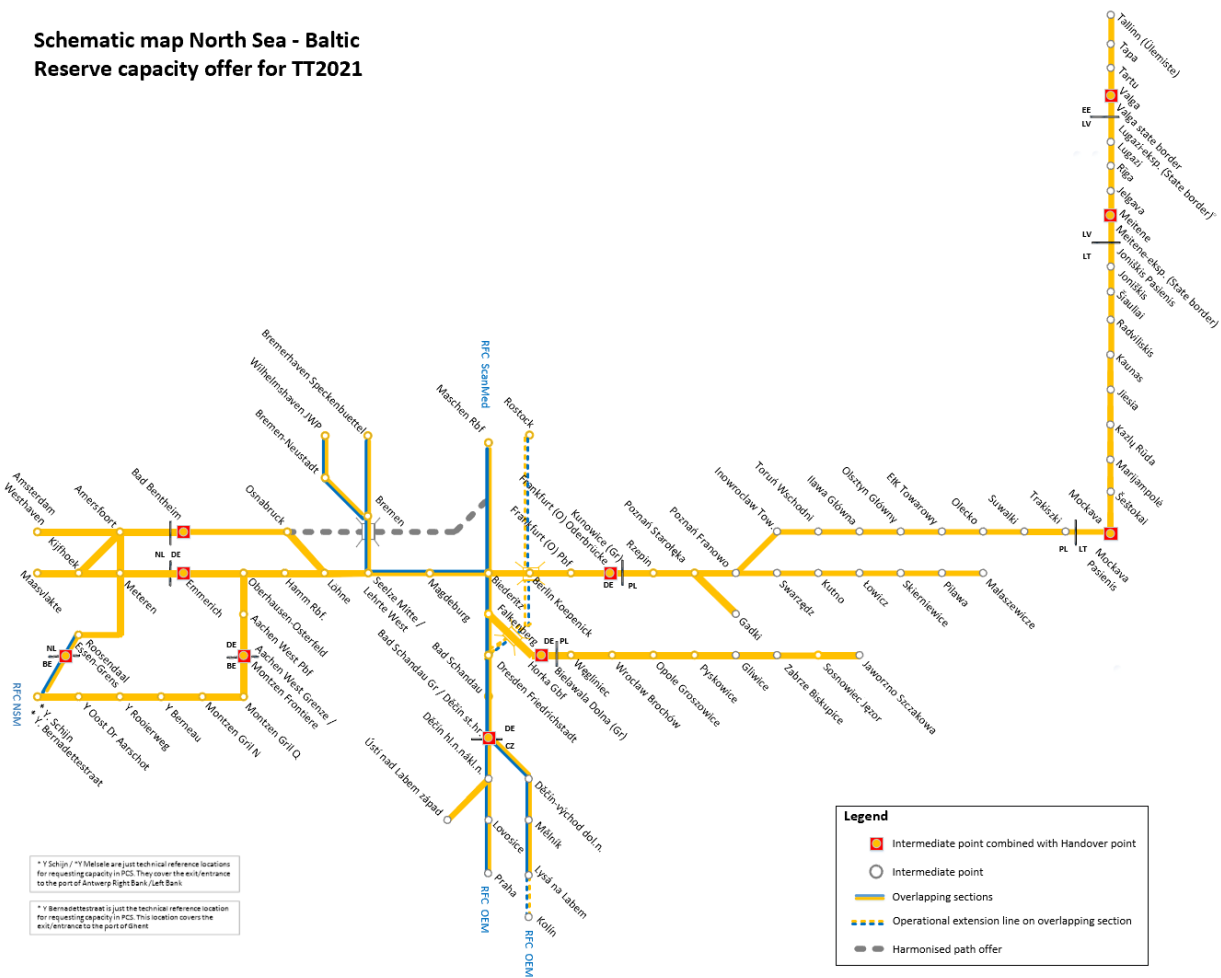 Schematic map North Sea - Baltic
Reserve capacity offer for TT2021
Tallinn (Ülemiste)
Tapa
Tartu
Valga
Valga state border
EE
LV
Lugazi-eksp. (State border)
Lugazi
Rīga
Jelgava
Meitene
Meitene-eksp. (State border)
LV
LT
Joniškis Pasienis
Joniškis
Šiauliai
Radviliskis
Kaunas
Jiesia
Kazlų Rūda
Marijampolė
Šeštokai
Mockava
Mockava
Pasienis
PL
LT
Trakiszki
Suwalki
Olecko
Ełk Towarowy
Olsztyn Główny
Iława Główna
Toruń Wschodni
Inowrocław Tow.
Poznań Franowo
Poznań Starołęka
Rzepin
Kunowice (Gr)
Frankfurt (O) Oderbrücke
Frankfurt (O) Pbf
DE
PL
Gadki
Swarzędz
Kutno
Łowicz
Skierniewice
Pilawa
Małaszewicze
RFC ScanMed
Maschen Rbf
Rostock
Bremerhaven Speckenbuettel
Wilhelmshaven JWP
Bremen-Neustadt
Bremen
Osnabruck
Bad Bentheim
Amersfoort
Amsterdam
Westhaven
Kijfhoek
Maasvlakte
Meteren
NL
DE
Emmerich
Oberhausen-Osterfeld
Hamm Rbf.
Löhne
Seelze Mitte /
Lehrte West
Magdeburg
Biederitz
Berlin Koepenick
Falkenberg
DE
PL
Horka Gbf
Bielawala Dolna (Gr)
Węgliniec
Wrocław Brochów
Opole Groszowice
Pyskowice
Gliwice
Zabrze Biskupice
Sosnowiec Jęzor
Jaworzno Szczakowa
Dresden Friedrichstadt
Bad Schandau
Bad Schandau Gr / Děčín st.hr.
DE
CZ
Děčín hl.n.nákl.n.
Ústí nad Labem západ
Lovosice
Praha
RFC OEM
Děčín-východ dol.n.
Mělník
Lysá na Labem
Kolín
RFC OEM
Aachen West Pbf
Aachen West Grenze /
Montzen Frontiere
DE
BE
Montzen Gril Q
Montzen Gril N
Y Berneau
Y Rooierweg
Y Oost Dr Aarschot
* Y. Schijn
* Y. Bernadettestraat
RFC NSM
NL
BE
Roosendaal
Essen-Grens
* Y Schijn / *Y Melsele are just technical reference locations
for requesting capacity in PCS. They cover the exit/entrance
to the port of Antwerp Right Bank /Left Bank
* Y Bernadettestraat is just the technical reference location
for requesting capacity in PCS. This location covers the
exit/entrance to the port of Ghent
Legend
Intermediate point combined with Handover point
Intermediate point
Overlapping sections
Operational extension line on overlapping section
Harmonised path offer